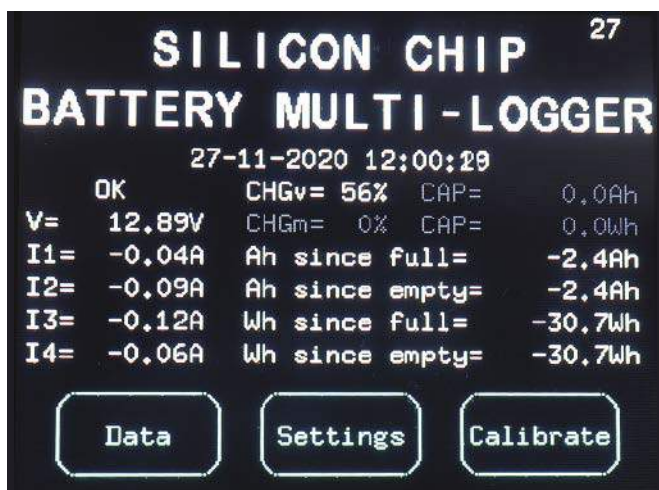 27
SILICON CHIP
BATTERY MULTI-LOGGER
27-11-2020 12:00:29
OK CHGv= 56% CAP= 0.0Ah
V= 12.89V CHGm= 0% CAP= 0.0Wh
I1= -0.04A Ah since full= -2.4Ah
I2= -0.09A Ah since empty= -2.4Ah
I3= -0.12A Wh since full= -30.7Wh
I4= -0.06A Wh since empty= -30.7Wh
Data Settings Calibrate